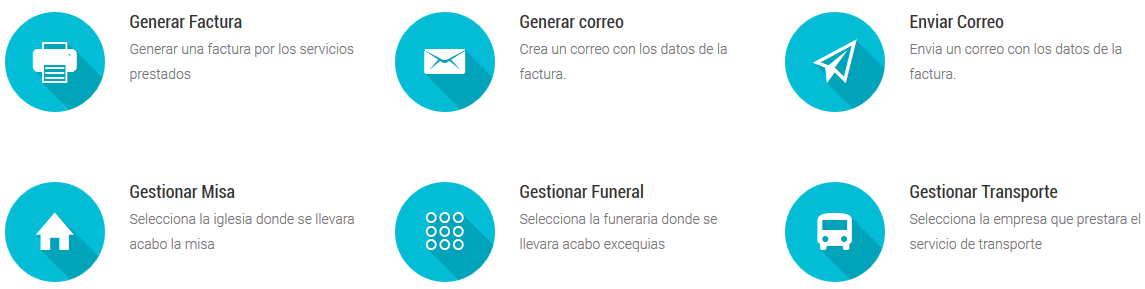 Generar Factura
Generar una factura por los servicios
prestados
Generar correo
Crea un correo con los datos de la
factura.
Enviar Correo
Envia un correo con los datos de la
factura.
Gestionar Misa
Selecciona la iglesia donde se llevara
acabo la misa
Gestionar Funeral
Selecciona la funeraria donde se
llevara acabo excequias
Gestionar Transporte
Selecciona la empresa que prestara el
servicio de transporte